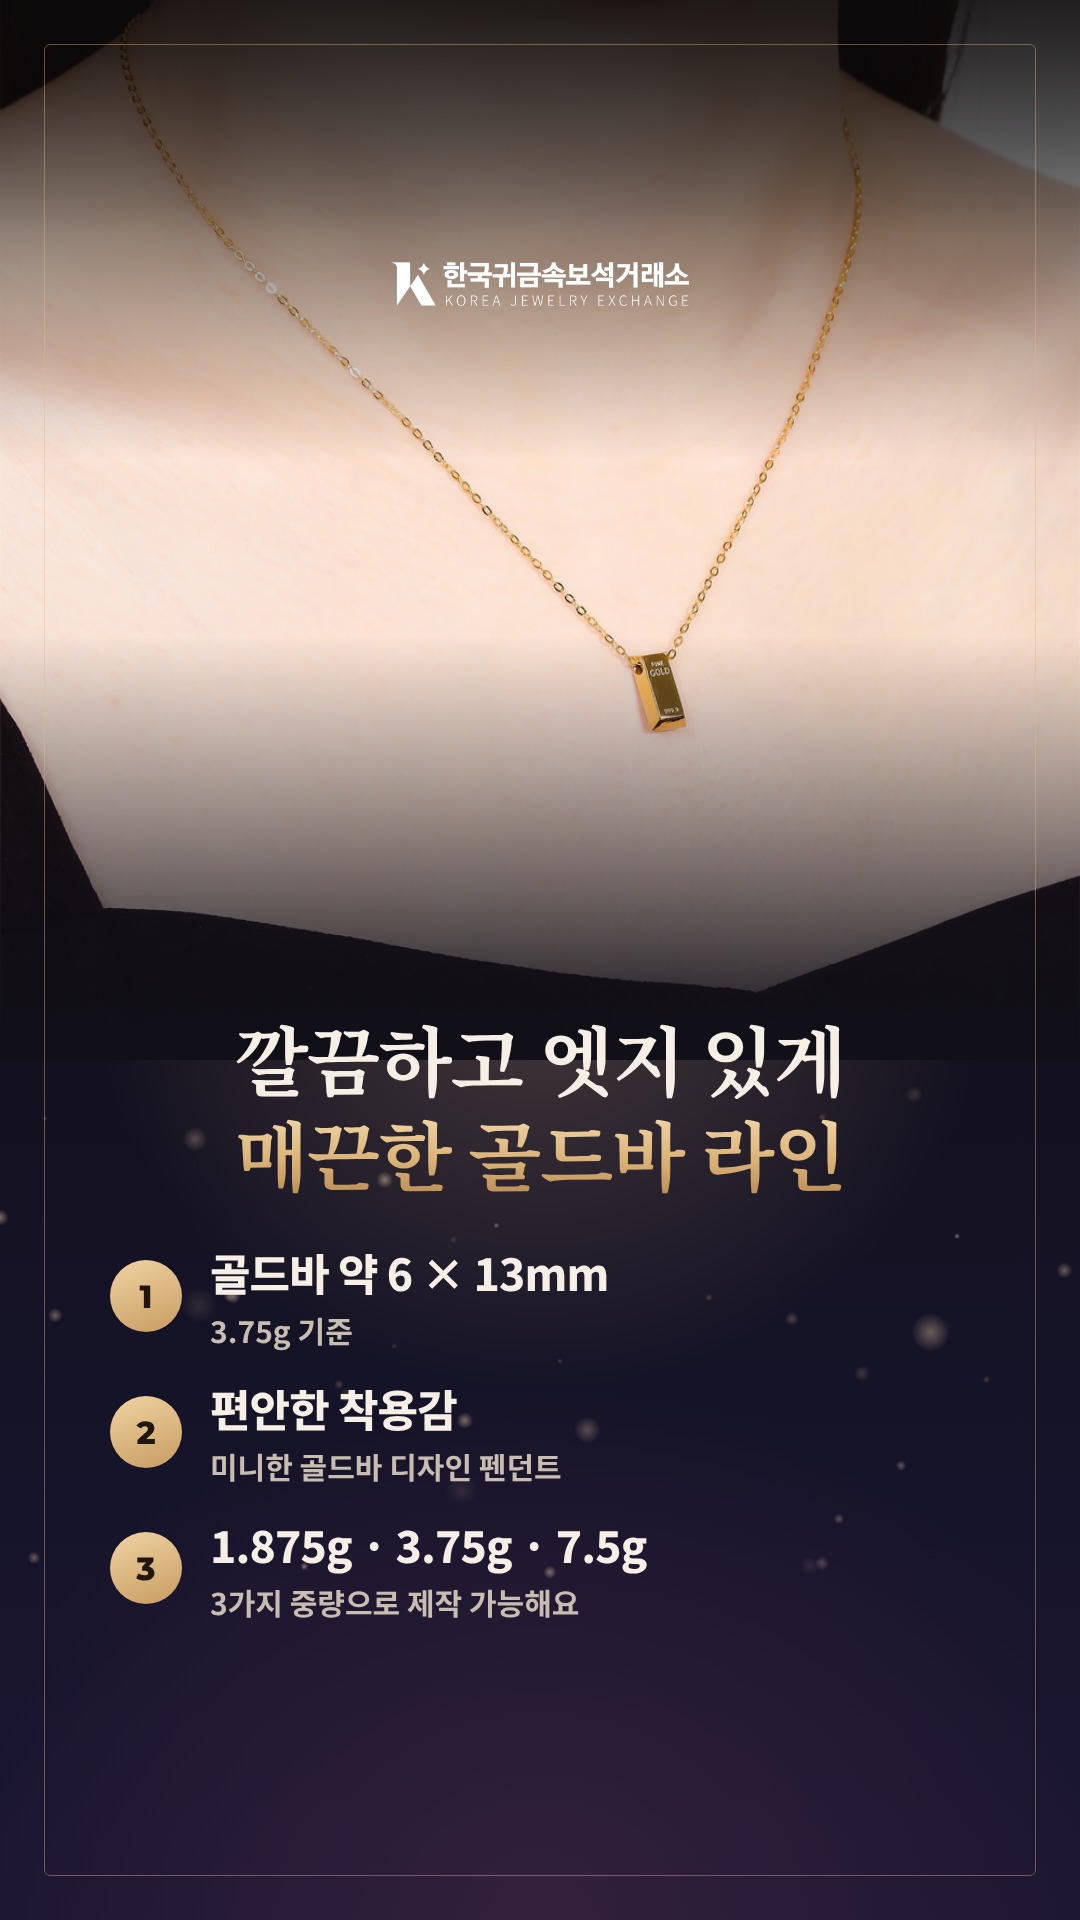 한국귀금속보석거래소
KOREA JEWELRY EXCHANGE
FINE
GOLD
999.9
깔끔하고 엣지 있게
매끈한 골드바 라인
1
골드바 약 6 × 13mm
3.75g 기준
2
편안한 착용감
미니한 골드바 디자인 펜던트
3
1.875g · 3.75g · 7.5g
3가지 중량으로 제작 가능해요